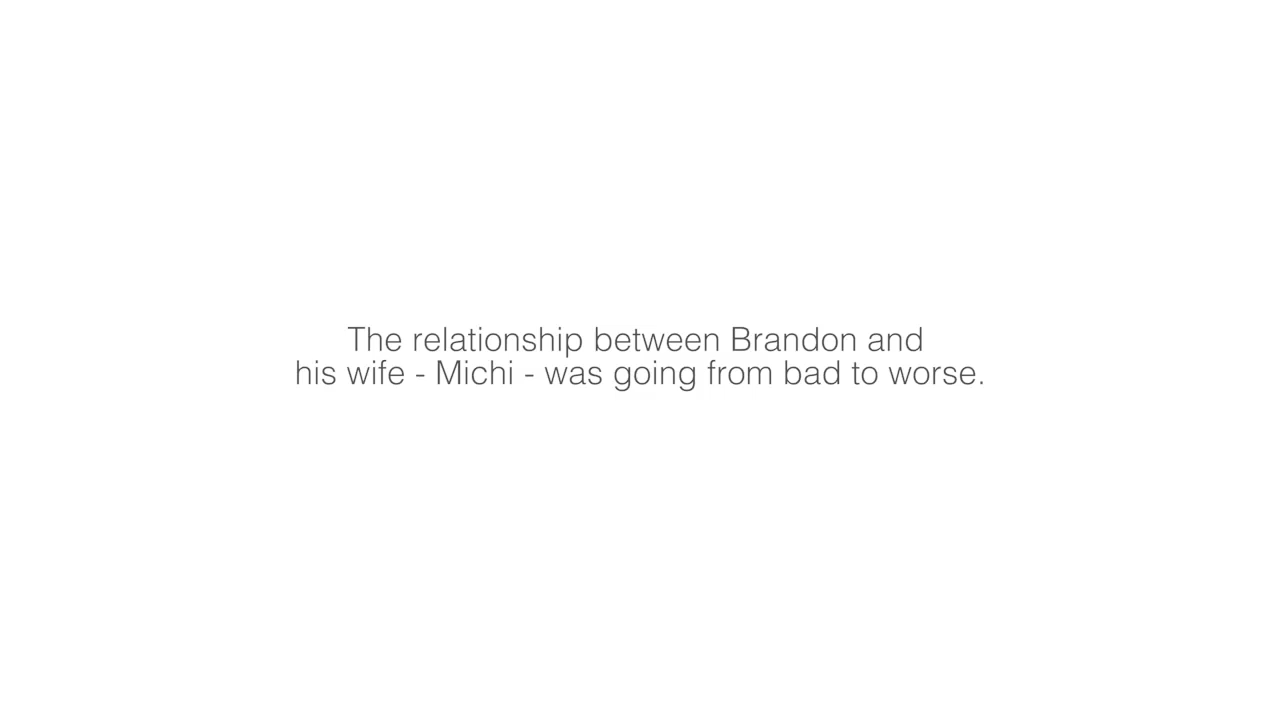 The relationship between Brandon and
his wife - Michi - was going from bad to worse.